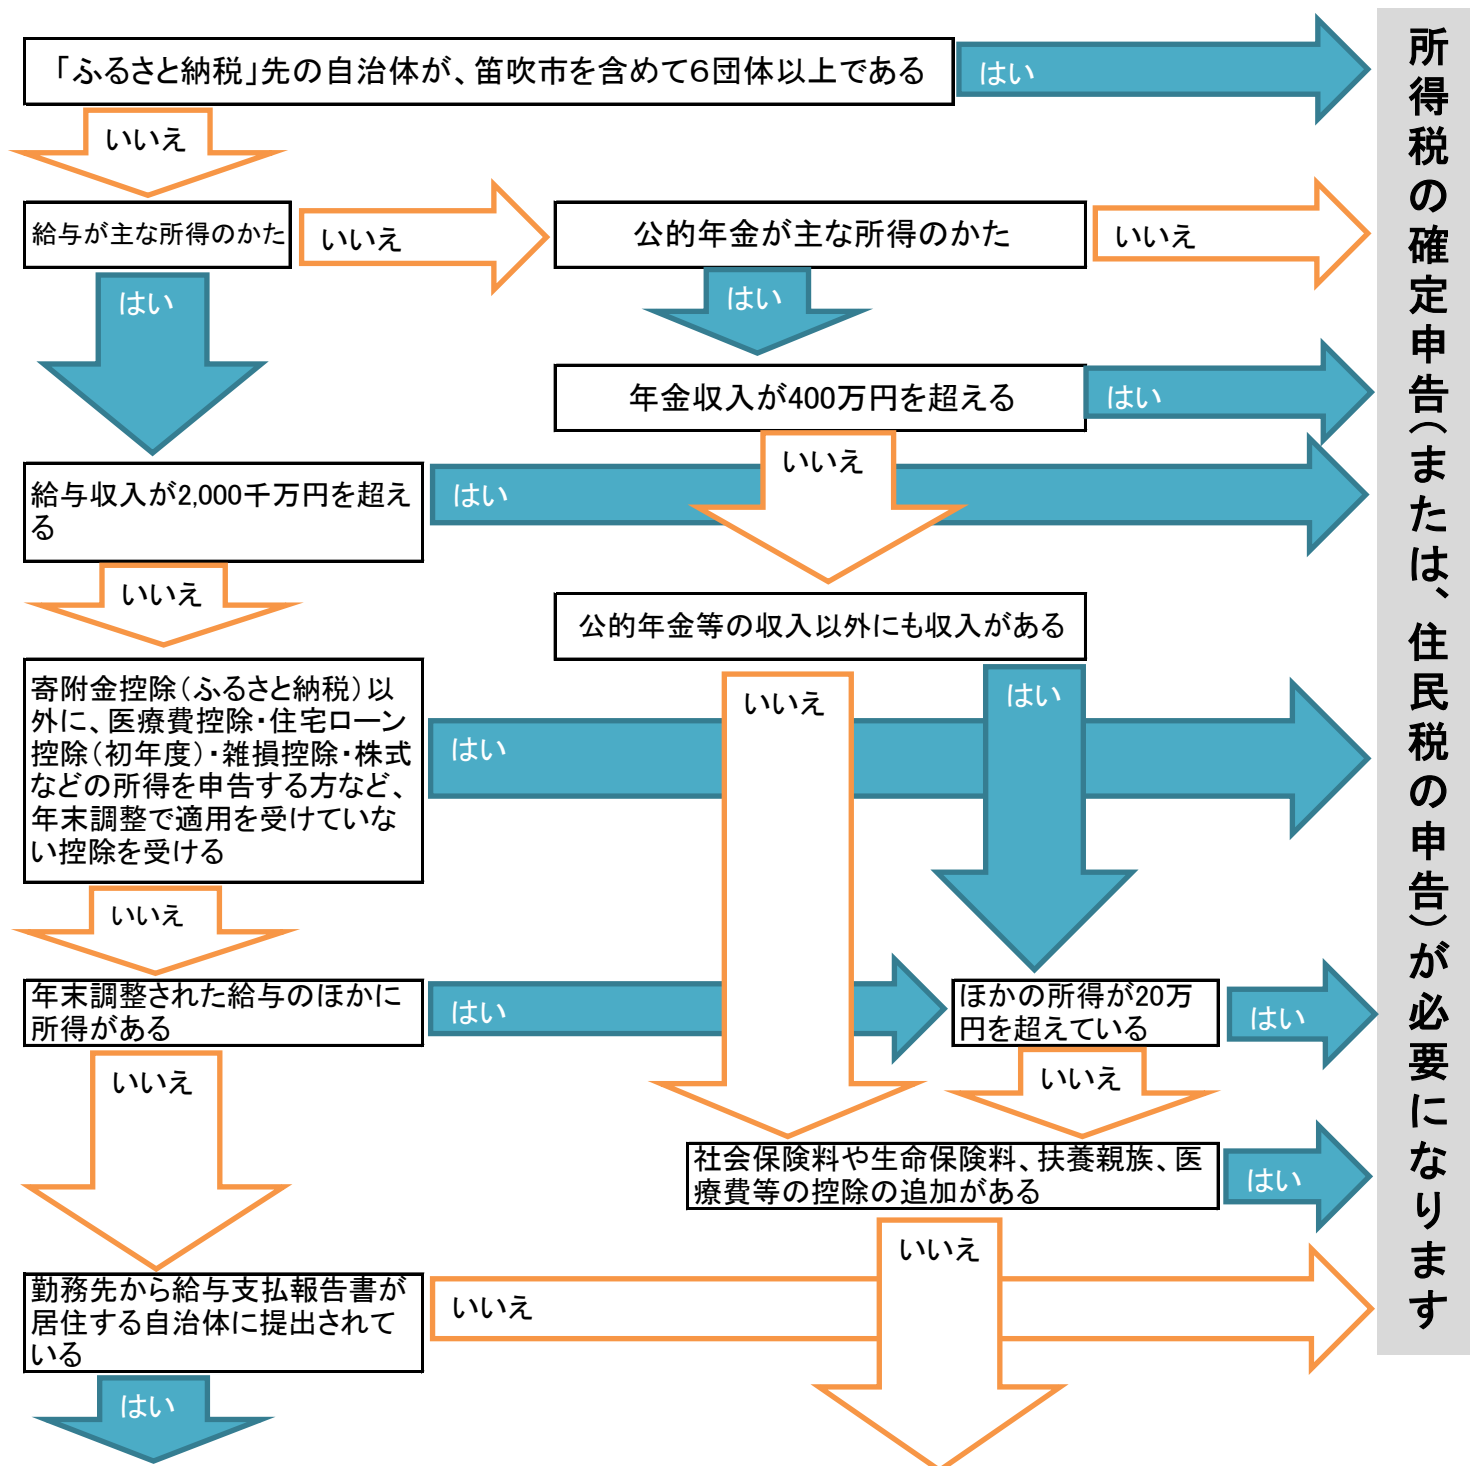 「ふるさと納税」先の自治体が、笛吹市を含めて６団体以上である
はい
いいえ
給与が主な所得のかた
いいえ
公的年金が主な所得のかた
いいえ
はい
はい
年金収入が400万円を超える
はい
いいえ
給与収入が2,000千万円を超え
る
はい
いいえ
公的年金等の収入以外にも収入がある
寄附金控除（ふるさと納税）以
外に、医療費控除・住宅ローン
控除（初年度）・雑損控除・株式
などの所得を申告する方など、
年末調整で適用を受けていな
い控除を受ける
はい
いいえ
はい
いいえ
年末調整された給与のほかに
所得がある
はい
ほかの所得が20万
円を超えている
はい
いいえ
いいえ
社会保険料や生命保険料、扶養親族、医
療費等の控除の追加がある
はい
いいえ
勤務先から給与支払報告書が
居住する自治体に提出されて
いる
いいえ
はい
所得税の確定申告（または、住民税の申告）が必要になります